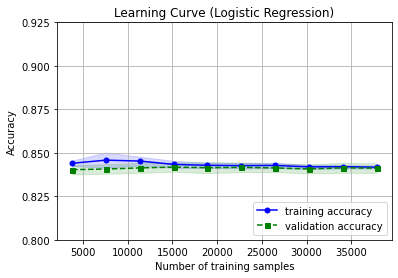 Learning Curve (Logistic Regression)
0.925
0.900
0.875
0.850
0.825
0.800
Accuracy
5000 10000 15000 20000 25000 30000 35000
Number of training samples
training accuracy
validation accuracy